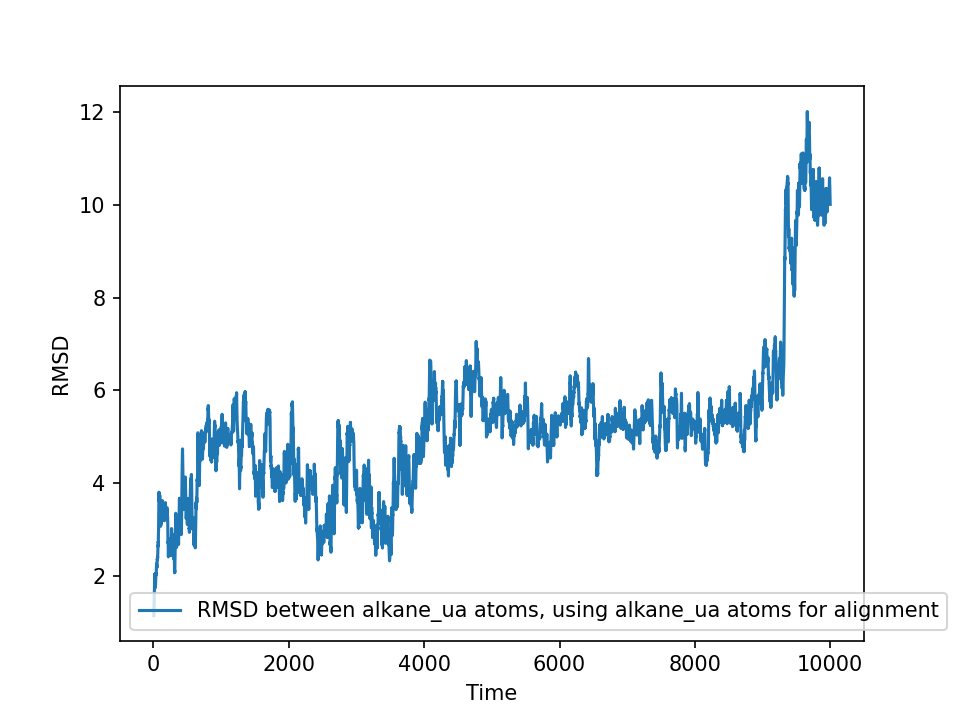 12
10
8
6
4
2
RMSD
RMSD between alkane_ua atoms, using alkane_ua atoms for alignment
0 2000 4000 6000 8000 10000
Time